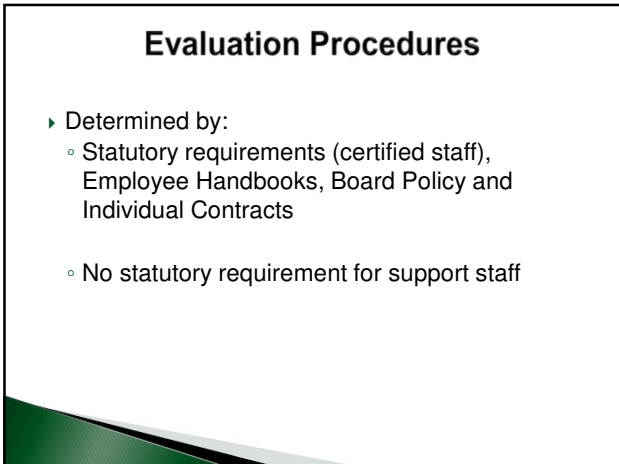 Evaluation Procedures
Determined by:
Statutory requirements (certified staff),
Employee Handbooks, Board Policy and
Individual Contracts
No statutory requirement for support staff